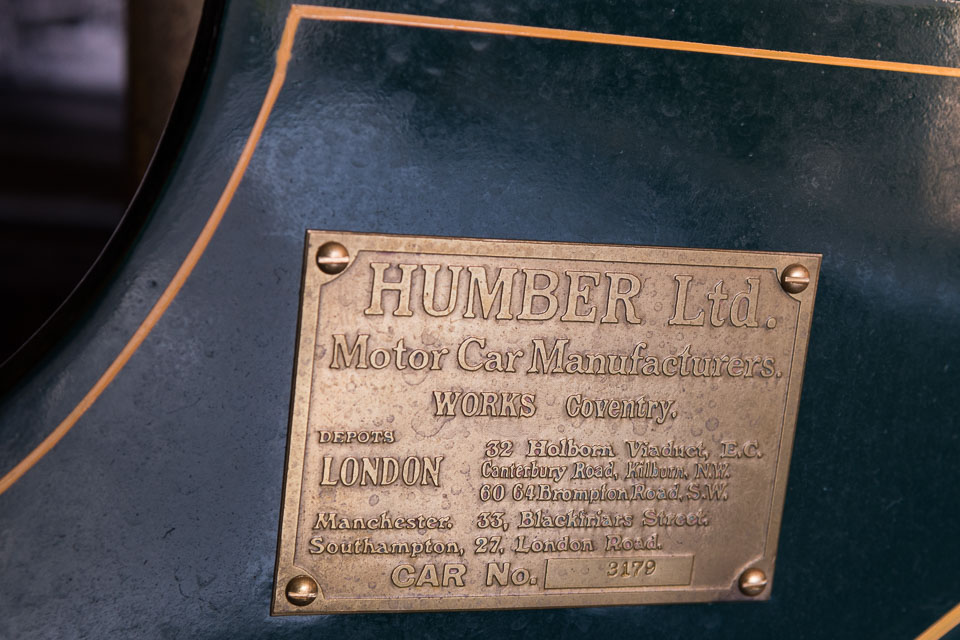 HUMBER Ltd.
Motor Car Manufacturers.
WORKS Coventry.
DEPOTS
LONDON
32 Holborn Viaduct, E.C.
Canterbury Road, Kilburn, N.W.
60 64 Brompton Road, S.W.
Manchester. 33, Blackfriars Street.
Southampton, 27, London Road.
CAR No. 3179